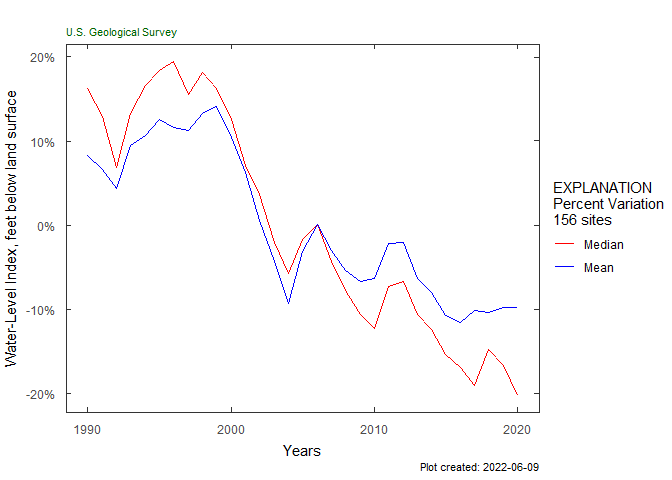 U.S. Geological Survey
Water-Level Index, feet below land surface
20%
10%
0%
-10%
-20%
1990
2000
2010
2020
Years
EXPLANATION
Percent Variation
156 sites
Median
Mean
Plot created: 2022-06-09